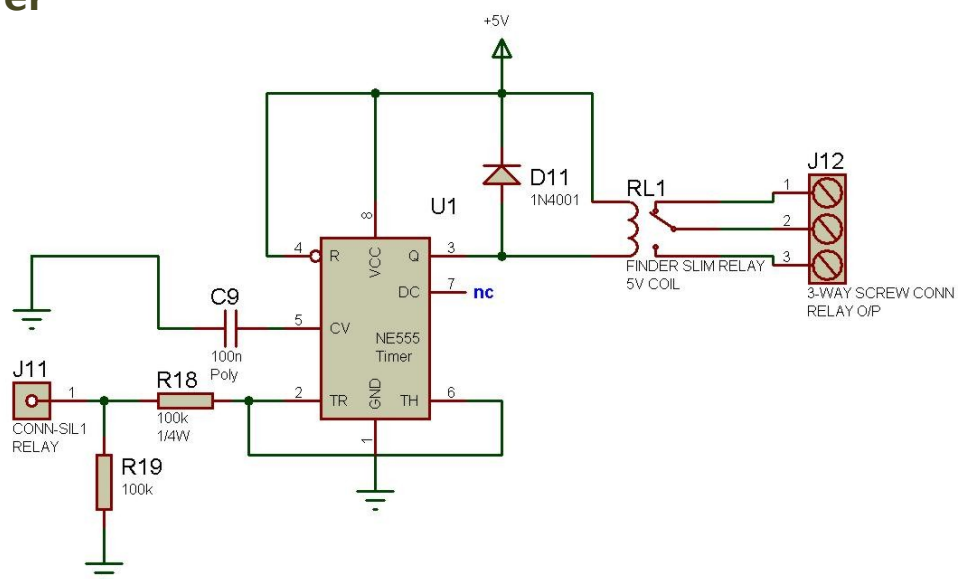 er
+5V
J12
D11
1N4001
RL1
1
2
3
U1
8
4
R
VCC
Q
3
FINDER SLIM RELAY
5V COIL
DC
7
nc
3-WAY SCREW CONN
RELAY O/P
C9
100n
Poly
5
CV
NE555
Timer
J11
1
CONN-SIL1
RELAY
R18
100k
1/4W
2
TR
GND
TH
6
1
R19
100k